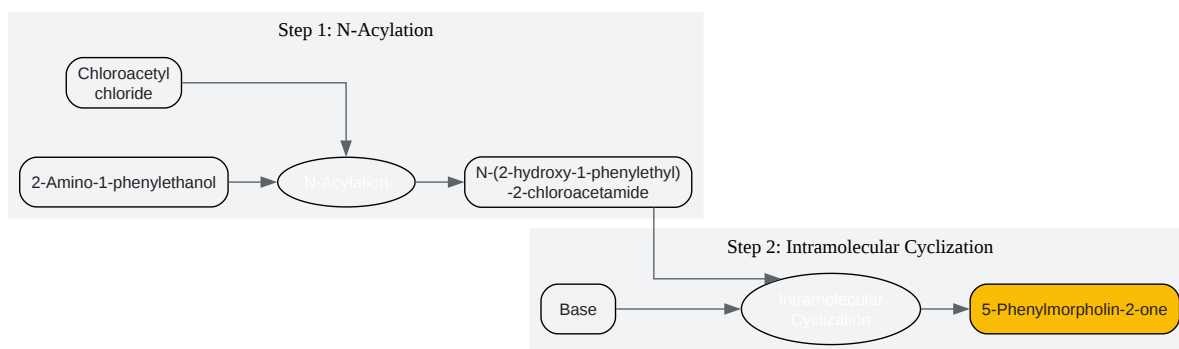 Step 1: N-Acylation
Chloroacetyl
chloride
2-Amino-1-phenylethanol
N-Acylation
N-(2-hydroxy-1-phenylethyl)
-2-chloroacetamide
Step 2: Intramolecular Cyclization
Base
Intramolecular
Cyclization
5-Phenylmorpholin-2-one